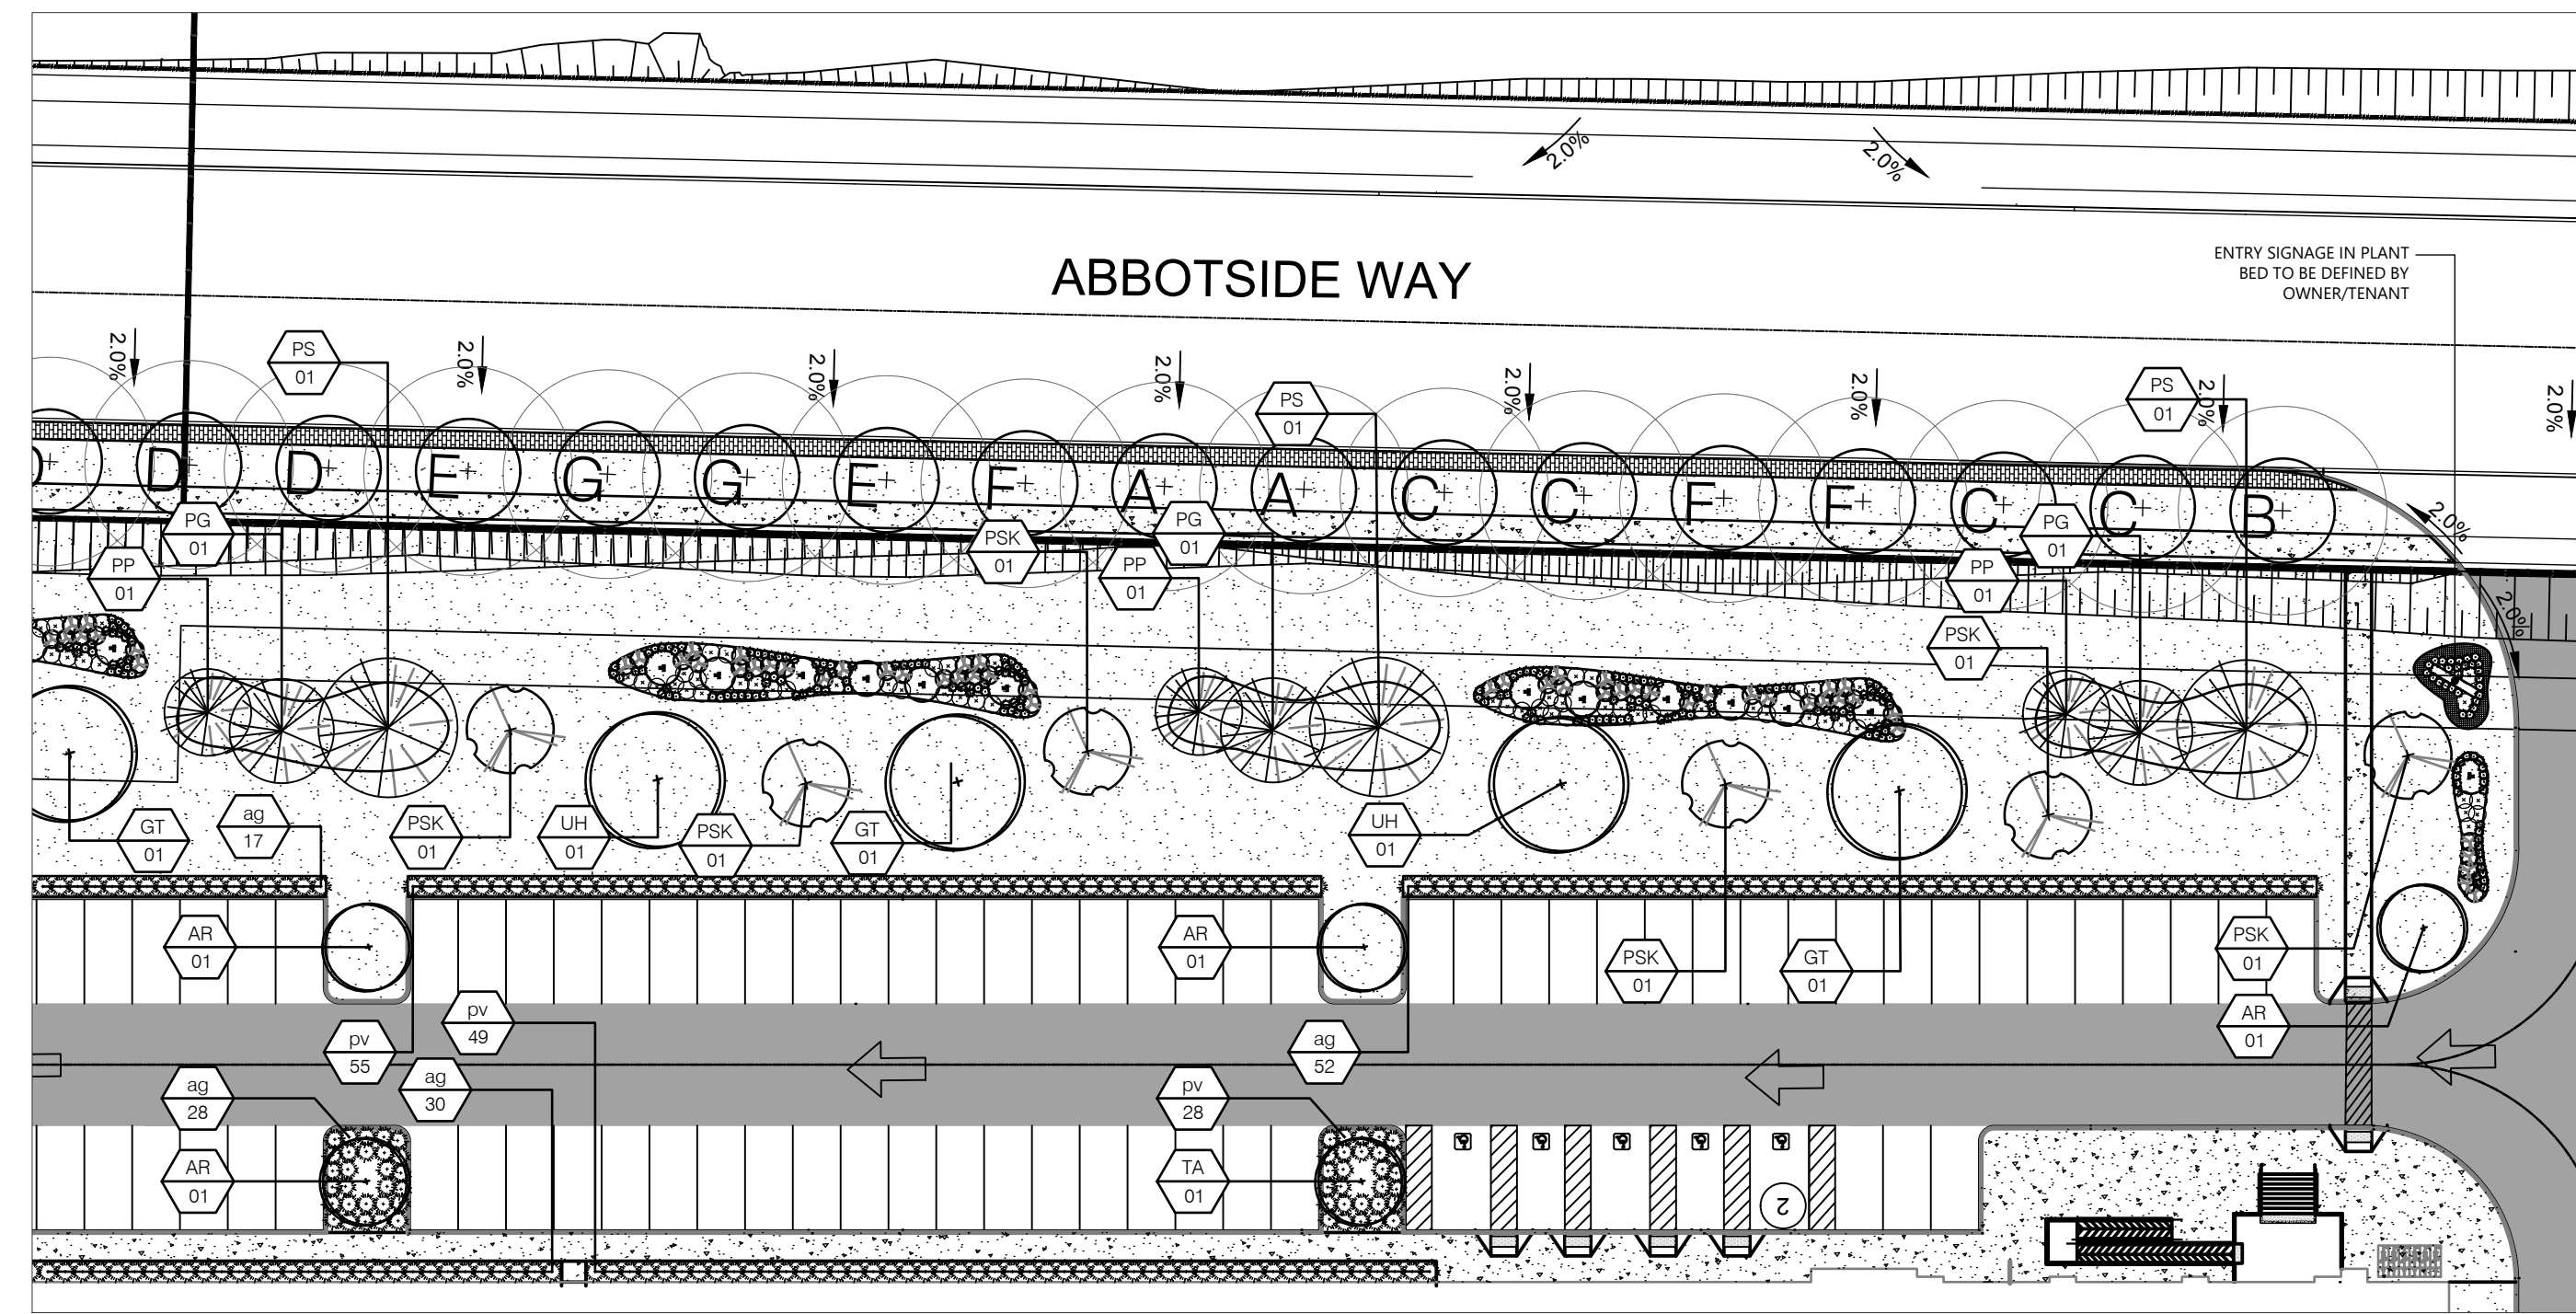 2.0%
2.0%
ENTRY SIGNAGE IN PLANT
BED TO BE DEFINED BY
OWNER/TENANT
ABBOTSIDE WAY
2.0%
2.0%
2.0%
2.0%
2.0%
2.0%
2.0%
2.0%
PS
01
PS
01
PS
01
D
D
E
G
G
E
F
A
A
C
C
F
F
C
C
B
2.0%
2.0%
PG
01
PP
01
PSK
01
PG
01
PP
01
PG
01
PP
01
PSK
01
GT
01
ag
17
PSK
01
UH
01
PSK
01
GT
01
UH
01
AR
01
AR
01
PSK
01
GT
01
PSK
01
AR
01
pv
49
pv
55
ag
52
ag
28
ag
30
pv
28
AR
01
TA
01
2